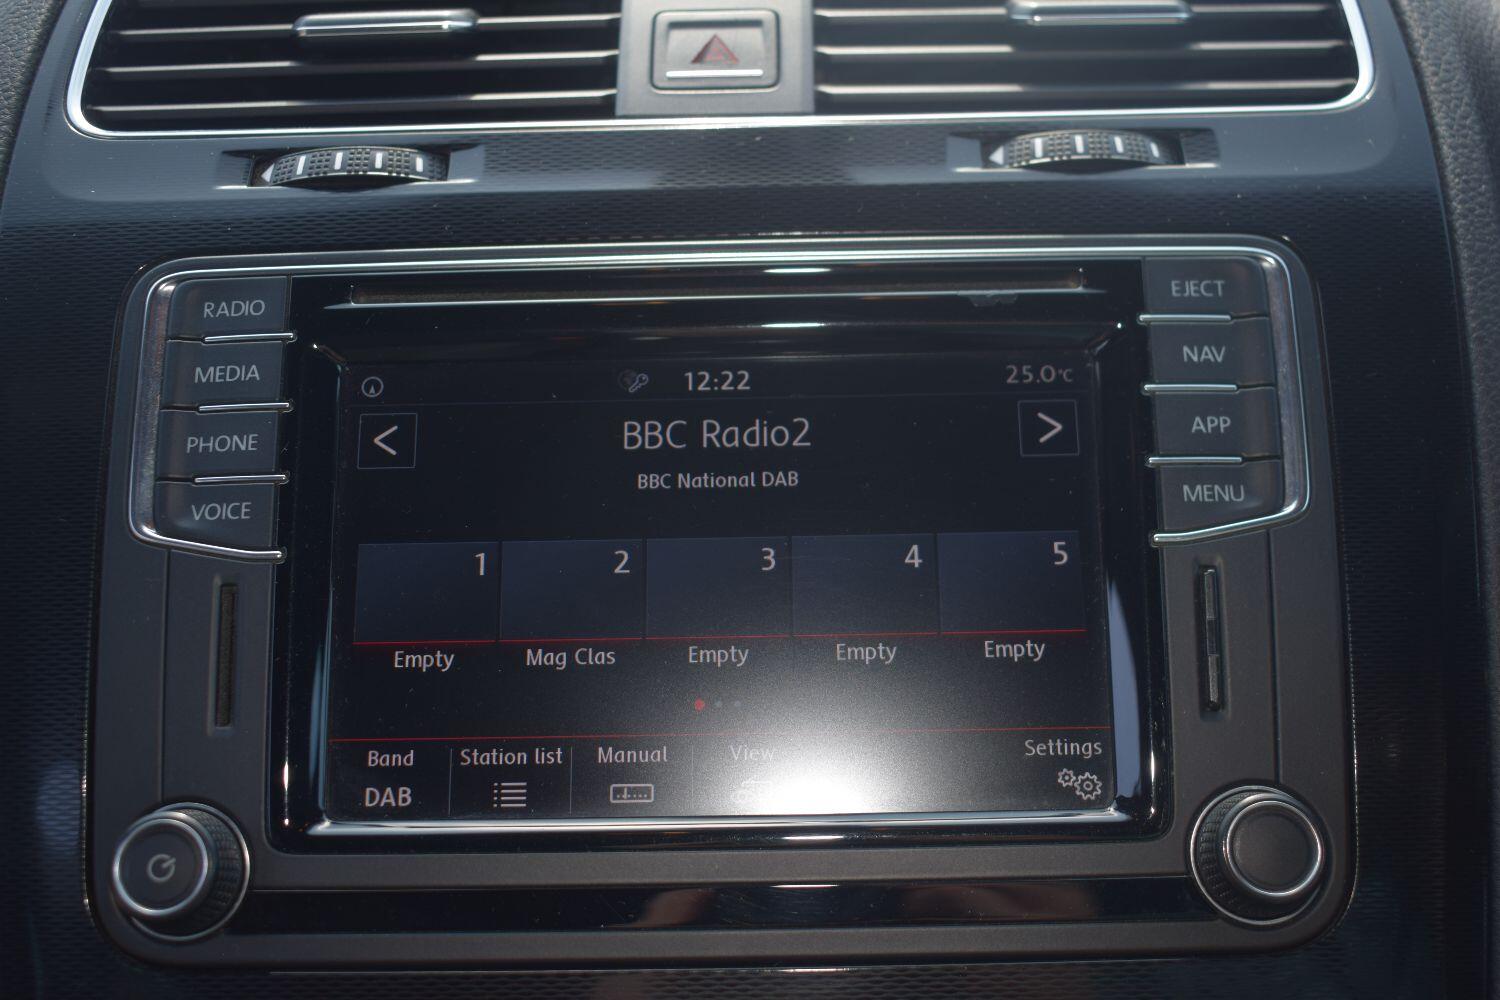 RADIO
MEDIA
PHONE
VOICE
EJECT
NAV
APP
MENU
12:22
25.0°C
<
BBC Radio2
>
BBC National DAB
1 2 3 4 5
Empty Mag Clas Empty Empty Empty
Band Station list Manual View Settings
DAB